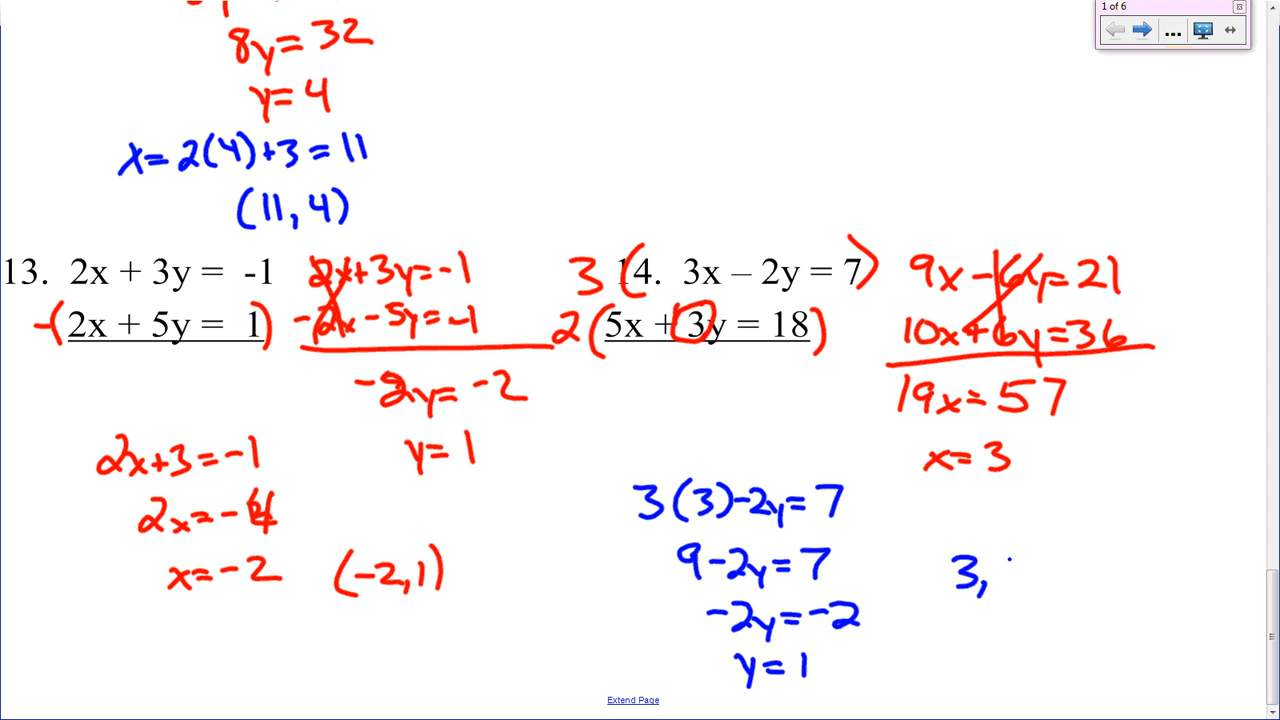 1 of 6
8y = 32
y = 4
x = 2(4)+3 = 11
(11, 4)
13. 2x + 3y = -1
-(2x + 5y = 1)
2x+3y=-1
-2x-5y=-1
-2y=-2
y=1
2x+3=-1
2x=-4
x=-2 (-2,1)
3(14. 3x – 2y = 7)
2(5x + 3y = 18)
9x-6y=21
10x+6y=36
19x=57
x=3
3(3)-2y=7
9-2y=7
-2y=-2
y=1
3,
Extend Page